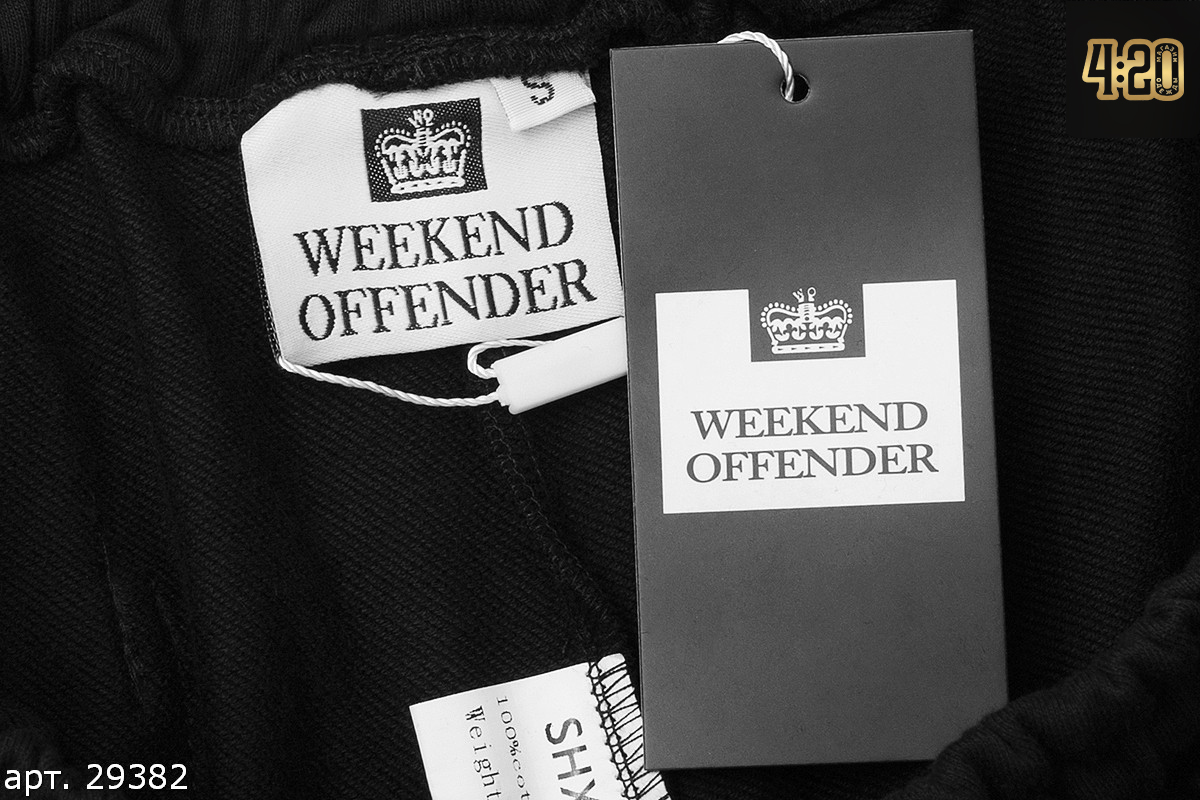 4:20
S
WEEKEND
OFFENDER
WEEKEND
OFFENDER
SHX
100%cot
Weight
арт. 29382